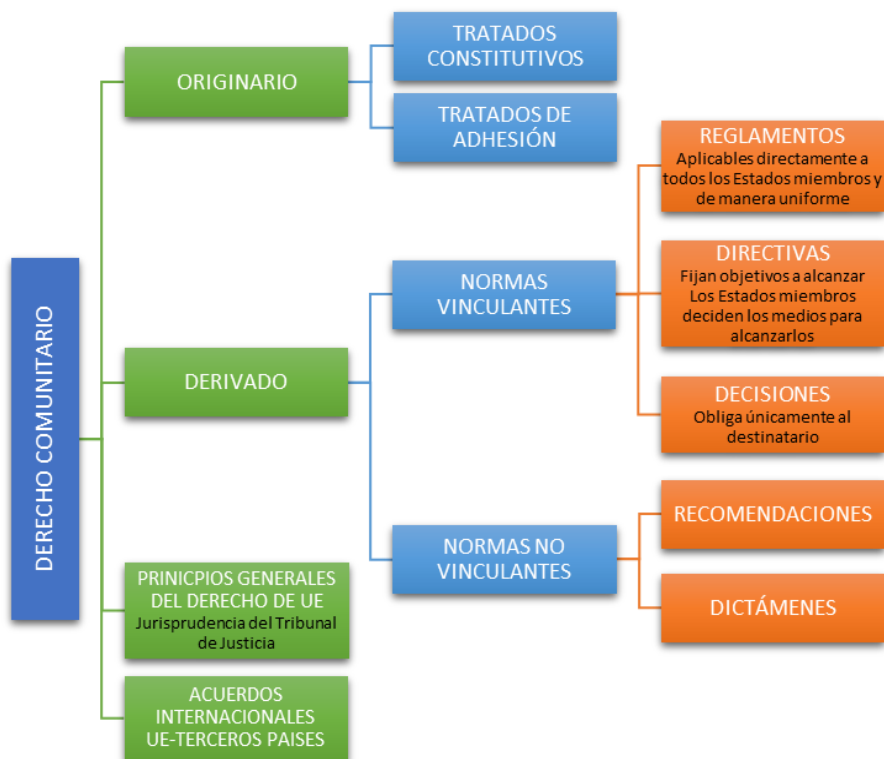 DERECHO COMUNITARIO
ORIGINARIO
TRATADOS
CONSTITUTIVOS
TRATADOS DE
ADHESIÓN
DERIVADO
NORMAS
VINCULANTES
REGLAMENTOS
Aplicables directamente a
todos los Estados miembros y
de manera uniforme
DIRECTIVAS
Fijan objetivos a alcanzar
Los Estados miembros
deciden los medios para
alcanzarlos
DECISIONES
Obliga únicamente al
destinatario
NORMAS NO
VINCULANTES
RECOMENDACIONES
DICTÁMENES
PRINICPIOS GENERALES
DEL DERECHO DE UE
Jurisprudencia del Tribunal
de Justicia
ACUERDOS
INTERNACIONALES
UE-TERCEROS PAISES